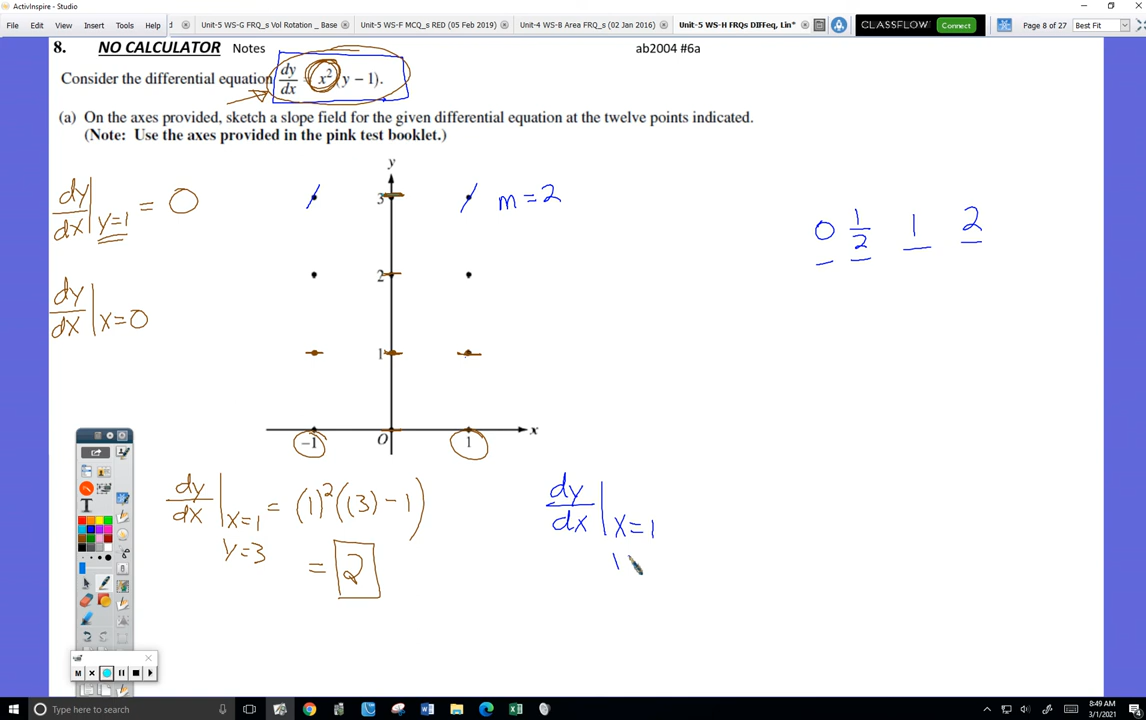 Studio
ActivInspire
File Edit View Insert Tools Help
Unit-5 WS-G FRQ_s Vol Rotation _ Base
Unit-5 WS-F MCQ_s RED (05 Feb 2019)
Unit-4 WS-B Area FRQ_s (02 Jan 2016)
Unit-5 WS-H FRQs DIFFeq, Lin*
CLASSFLOW Connect
Page 8 of 27
Best Fit
8. NO CALCULATOR Notes
ab2004 #6a
Consider the differential equation dy/dx x² (y − 1).
(a) On the axes provided, sketch a slope field for the given differential equation at the twelve points indicated.
(Note: Use the axes provided in the pink test booklet.)
y
dy/dx | y=1 = 0
3
m = 2
0 1/2 1 2
2
dy/dx | x=0
1
−1 O 1 x
dy/dx | x=1 y=3 = (1)²((3) − 1)
= 2
dy/dx | x=1
T
M
Type here to search
8:49 AM
3/1/2021